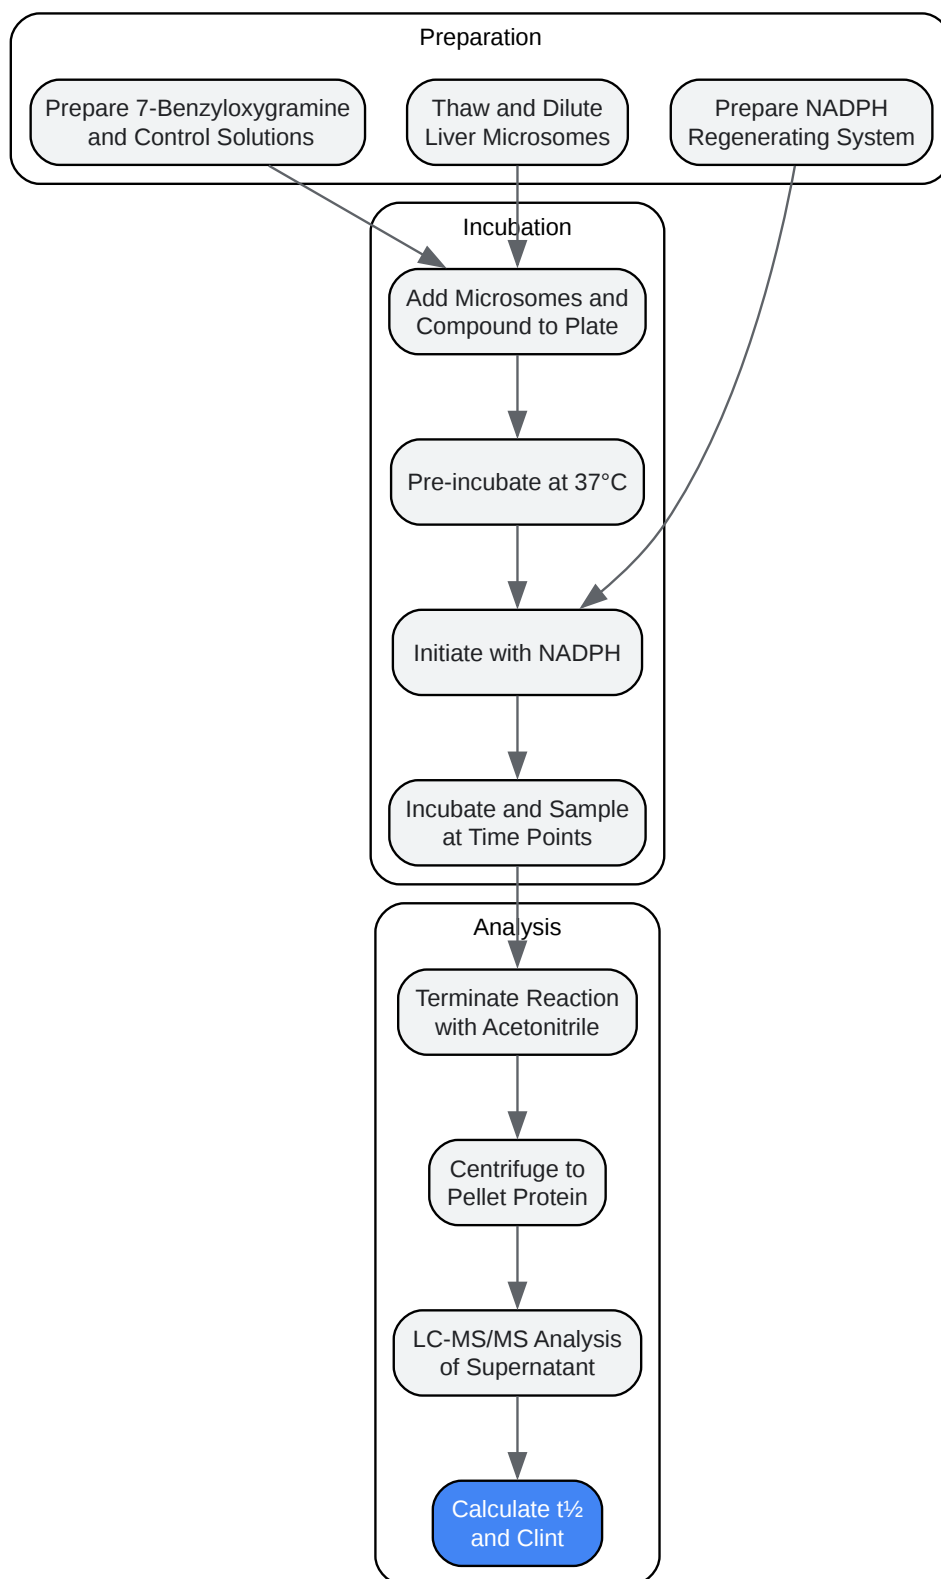 Preparation
Prepare 7-Benzyloxygramine
and Control Solutions
Thaw and Dilute
Liver Microsomes
Prepare NADPH
Regenerating System
Incubation
Add Microsomes and
Compound to Plate
Pre-incubate at 37°C
Initiate with NADPH
Incubate and Sample
at Time Points
Analysis
Terminate Reaction
with Acetonitrile
Centrifuge to
Pellet Protein
LC-MS/MS Analysis
of Supernatant
Calculate t½
and Clint